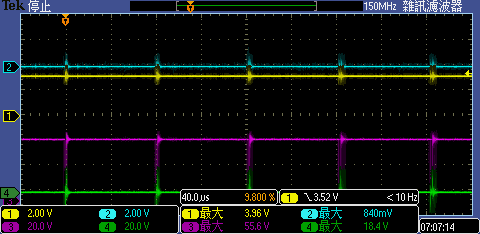 Tek 停止 150MHz 雜訊濾波器
T
T
2
1
4
3
40.0µs 9.800 % 1 3.52 V < 10 Hz
1 2.00 V 2 2.00 V 1 最大 3.96 V 2 最大 840mV
3 20.0 V 4 20.0 V 3 最大 55.6 V 4 最大 18.4 V
07:07:14